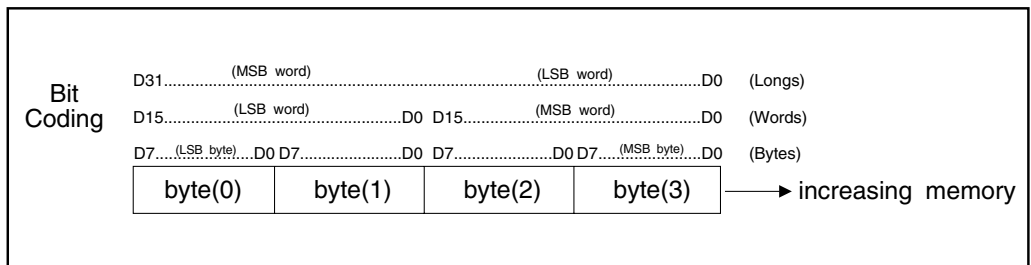 Bit
Coding
D31..........(MSB word)....................................(LSB word)....................D0 (Longs)
D15..........(LSB word)...............D0 D15..........(MSB word)...............D0 (Words)
D7....(LSB byte)....D0 D7.................D0 D7.................D0 D7....(MSB byte)....D0 (Bytes)
byte(0) byte(1) byte(2) byte(3) increasing memory